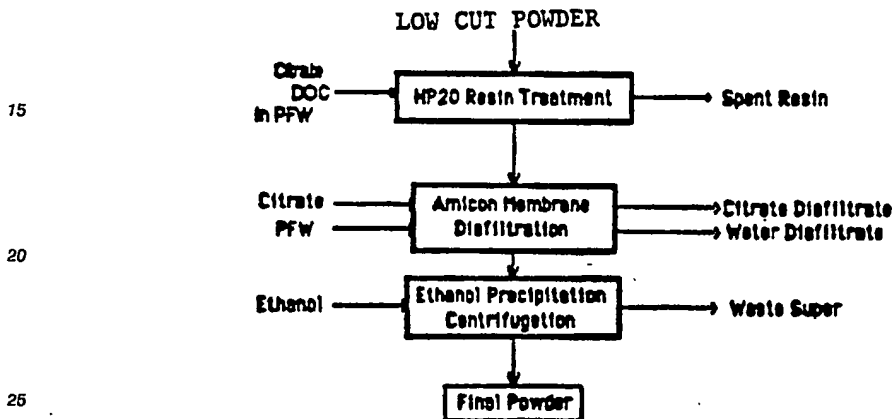 LOW CUT POWDER
Citrate
DOC
in PFW
HP20 Resin Treatment
Spent Resin
15
Citrate
PFW
Amicon Membrane
Diafiltration
Citrate Diafiltrate
Water Diafiltrate
20
Ethanol
Ethanol Precipitation
Centrifugation
Waste Super
25
Final Powder